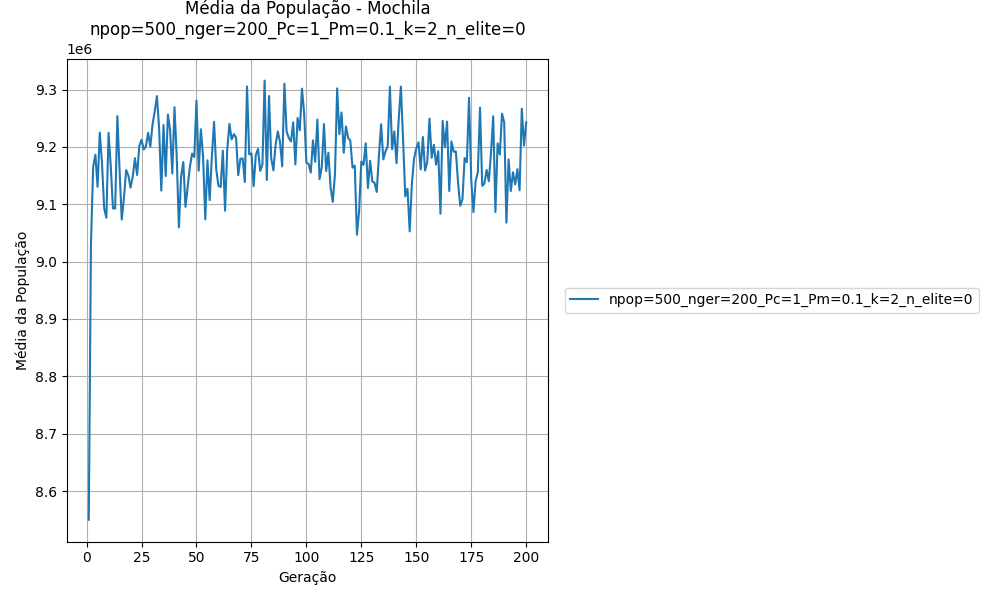 Média da População - Mochila
npop=500_nger=200_Pc=1_Pm=0.1_k=2_n_elite=0
1e6
9.3
9.2
9.1
9.0
8.9
8.8
8.7
8.6
Média da População
0 25 50 75 100 125 150 175 200
Geração
npop=500_nger=200_Pc=1_Pm=0.1_k=2_n_elite=0